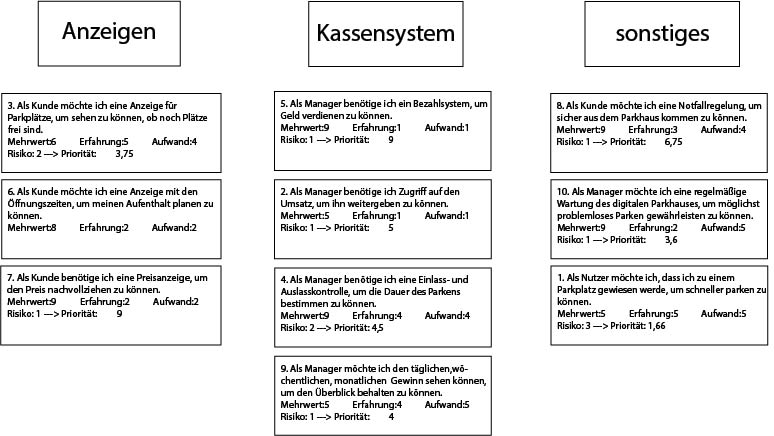 Anzeigen
3. Als Kunde möchte ich eine Anzeige für
Parkplätze, um sehen zu können, ob noch Plätze
frei sind.
Mehrwert:6 Erfahrung:5 Aufwand:4
Risiko: 2 ---> Priorität: 3,75
6. Als Kunde möchte ich eine Anzeige mit den
Öffnungszeiten, um meinen Aufenthalt planen zu
können.
Mehrwert:8 Erfahrung:2 Aufwand:2
7. Als Kunde benötige ich eine Preisanzeige, um
den Preis nachvollziehen zu können.
Mehrwert:9 Erfahrung:2 Aufwand:2
Risiko: 1 ---> Priorität: 9
Kassensystem
5. Als Manager benötige ich ein Bezahlsystem, um
Geld verdienen zu können.
Mehrwert:9 Erfahrung:1 Aufwand:1
Risiko: 1 ---> Priorität: 9
2. Als Manager benötige ich Zugriff auf den
Umsatz, um ihn weitergeben zu können.
Mehrwert:5 Erfahrung:1 Aufwand:1
Risiko: 1 ---> Priorität: 5
4. Als Manager benötige ich eine Einlass- und
Auslasskontrolle, um die Dauer des Parkens
bestimmen zu können.
Mehrwert:9 Erfahrung:4 Aufwand:4
Risiko: 2 ---> Priorität: 4,5
9. Als Manager möchte ich den täglichen,wö-
chentlichen, monatlichen Gewinn sehen können,
um den Überblick behalten zu können.
Mehrwert:5 Erfahrung:4 Aufwand:5
Risiko: 1 ---> Priorität: 4
sonstiges
8. Als Kunde möchte ich eine Notfallregelung, um
sicher aus dem Parkhaus kommen zu können.
Mehrwert:9 Erfahrung:3 Aufwand:4
Risiko: 1 ---> Priorität: 6,75
10. Als Manager möchte ich eine regelmäßige
Wartung des digitalen Parkhauses, um möglichst
problemloses Parken gewährleisten zu können.
Mehrwert:9 Erfahrung:2 Aufwand:5
Risiko: 1 ---> Priorität: 3,6
1. Als Nutzer möchte ich, dass ich zu einem
Parkplatz gewiesen werde, um schneller parken zu
können.
Mehrwert:5 Erfahrung:5 Aufwand:5
Risiko: 3 ---> Priorität: 1,66